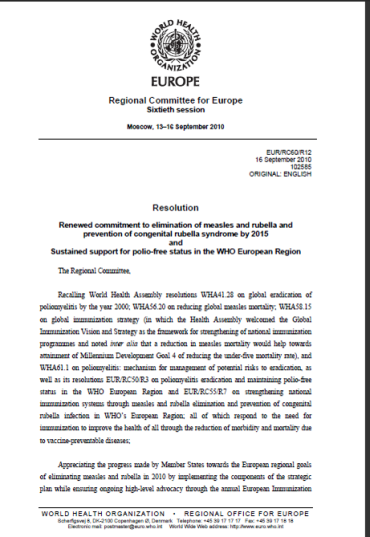 WORLD HEALTH
ORGANIZATION
EUROPE
Regional Committee for Europe
Sixtieth session
Moscow, 13–16 September 2010
EUR/RC60/R12
16 September 2010
102585
ORIGINAL: ENGLISH
Resolution
Renewed commitment to elimination of measles and rubella and
prevention of congenital rubella syndrome by 2015
and
Sustained support for polio-free status in the WHO European Region
The Regional Committee,
Recalling World Health Assembly resolutions WHA41.28 on global eradication of
poliomyelitis by the year 2000; WHA56.20 on reducing global measles mortality; WHA58.15
on global immunization strategy (in which the Health Assembly welcomed the Global
Immunization Vision and Strategy as the framework for strengthening of national immunization
programmes and noted inter alia that a reduction in measles mortality would help towards
attainment of Millennium Development Goal 4 of reducing the under-five mortality rate), and
WHA61.1 on poliomyelitis: mechanism for management of potential risks to eradication, as
well as its resolutions EUR/RC50/R3 on poliomyelitis eradication and maintaining polio-free
status in the WHO European Region and EUR/RC55/R7 on strengthening national
immunization systems through measles and rubella elimination and prevention of congenital
rubella infection in WHO's European Region; all of which respond to the need for
immunization to improve the health of all through the reduction of morbidity and mortality due
to vaccine-preventable diseases;
Appreciating the progress made by Member States towards the European regional goals
of eliminating measles and rubella in 2010 by implementing the components of the strategic
plan while ensuring ongoing high-level advocacy through the annual European Immunization
WORLD HEALTH ORGANIZATION • REGIONAL OFFICE FOR EUROPE
Scherfigsvej 8, DK-2100 Copenhagen Ø, Denmark Telephone: +45 39 17 17 17 Fax: +45 39 17 18 18
Electronic mail: postmaster@euro.who.int World Wide Web address: http://www.euro.who.int